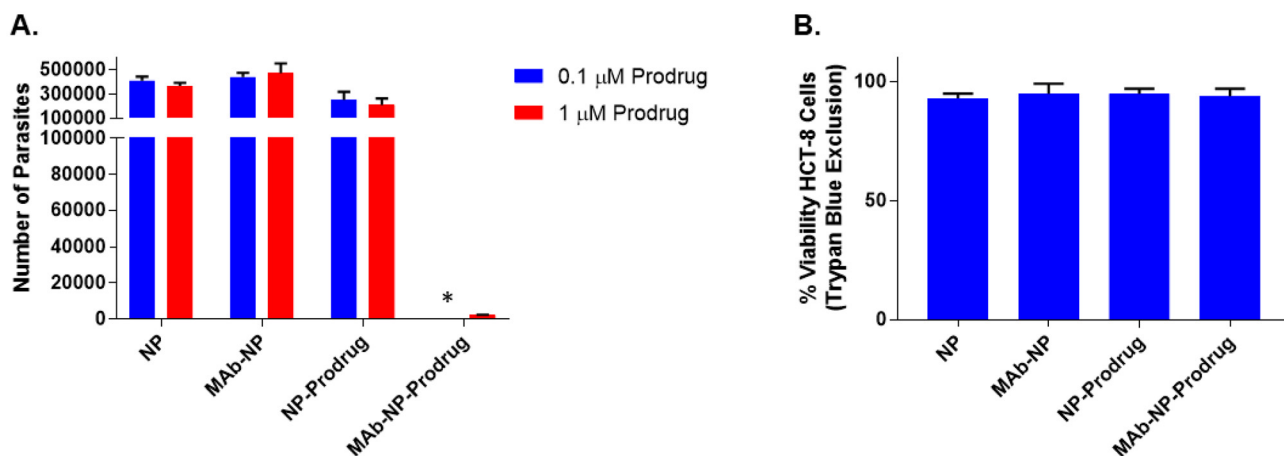 A.
Number of Parasites
500000
300000
100000
100000
80000
60000
40000
20000
0
*
NP
MAb-NP
NP-Prodrug
MAb-NP-Prodrug
0.1 μM Prodrug
1 μM Prodrug
B.
% Viability HCT-8 Cells
(Trypan Blue Exclusion)
100
50
0
NP
MAb-NP
NP-Prodrug
MAb-NP-Prodrug